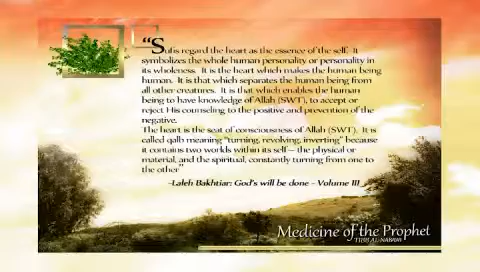 “Sufis regard the heart as the essence of the self. It
symbolizes the whole human personality or personality in
its wholeness. It is the heart which makes the human being
human. It is that which separates the human being from
all other creatures. It is that which enables the human
being to have knowledge of Allah (SWT), to accept or
reject His counseling to the positive and prevention of the
negative.
The heart is the seat of consciousness of Allah (SWT). It is
called qalb meaning "turning, revolving, inverting" because
it contains two worlds within its self— the physical or
material, and the spiritual, constantly turning from one to
the other”
-Laleh Bakhtiar: God's will be done - Volume III
Medicine of the Prophet
TIBB AL-NABAWI